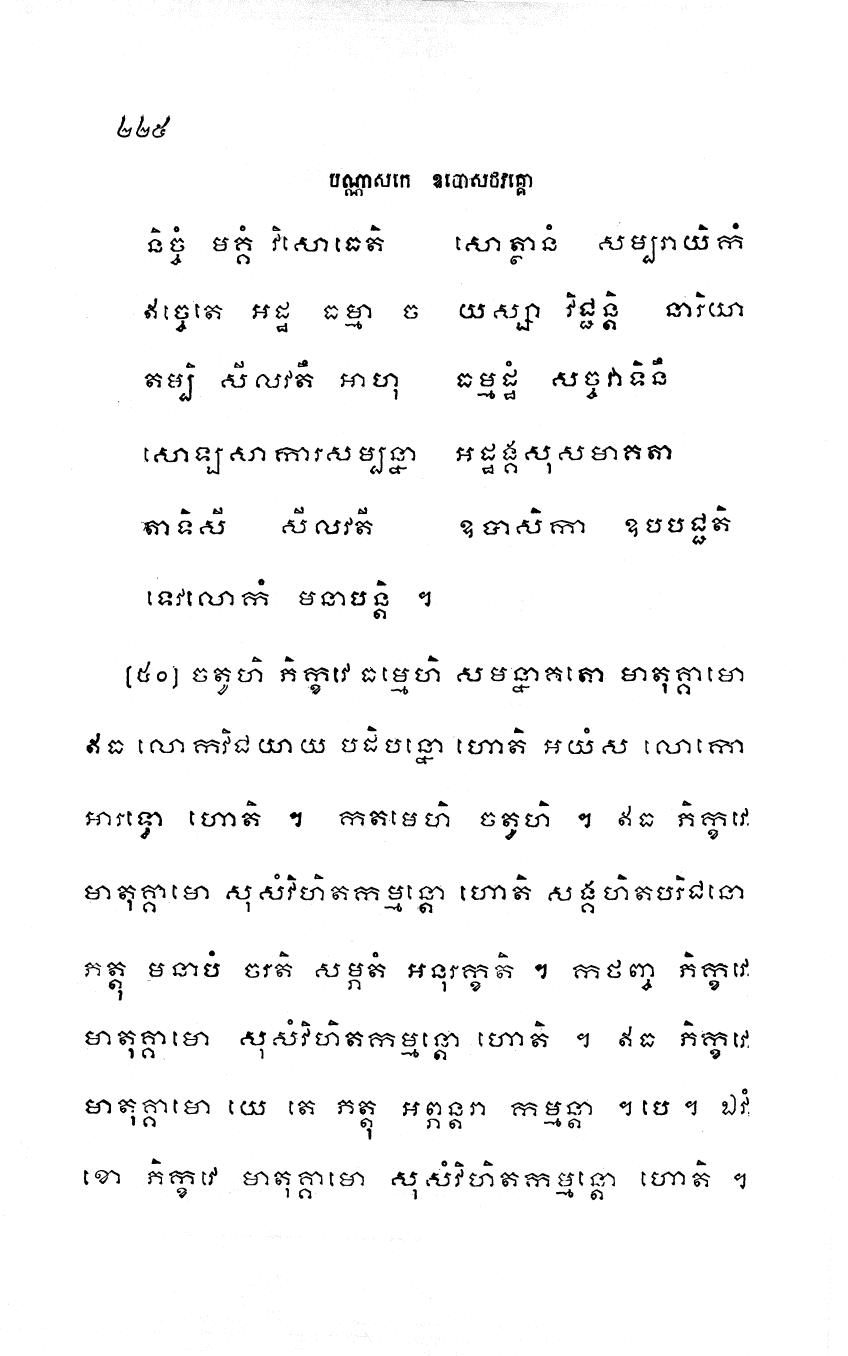 ២២៥
បណ្ណាសកេ ឧបោសថវគ្គោ
និច្ចំ មគ្គំ វិសោធេតិ សោត្ថានំ សម្បរាយិកំ
ឥច្ចេតេ អដ្ឋ ធម្មា ច យស្សា វិជ្ជន្តិ នារិយា
តម្បិ សីលវតឹ អាហុ ធម្មដ្ឋំ សច្ចវាទិនឹ
សោឡសាការសម្បន្នា អដ្ឋង្គសុសមាគតា
តាទិសី សីលវតី ឧបាសិកា ឧបបជ្ជតិ
ទេវលោកំ មនាបន្តិ ។
[៥០] ចតូហិ ភិក្ខវេ ធម្មេហិ សមន្នាគតោ មាតុគ្គាមោ
ឥធ លោកវិជយាយ បដិបន្នោ ហោតិ អយំស លោកោ
អារទ្ធោ ហោតិ ។ កតមេហិ ចតូហិ ។ ឥធ ភិក្ខវេ
មាតុគ្គាមោ សុសំវិហិតកម្មន្តោ ហោតិ សង្គហិតបរិជនោ
ភត្តុ មនាបំ ចរតិ សម្ភតំ អនុរក្ខតិ ។ កថញ្ច ភិក្ខវេ
មាតុគ្គាមោ សុសំវិហិតកម្មន្តោ ហោតិ ។ ឥធ ភិក្ខវេ
មាតុគ្គាមោ យេ តេ ភត្តុ អព្ភន្តរា កម្មន្តា ។បេ។ ឯវំ
ខោ ភិក្ខវេ មាតុគ្គាមោ សុសំវិហិតកម្មន្តោ ហោតិ ។